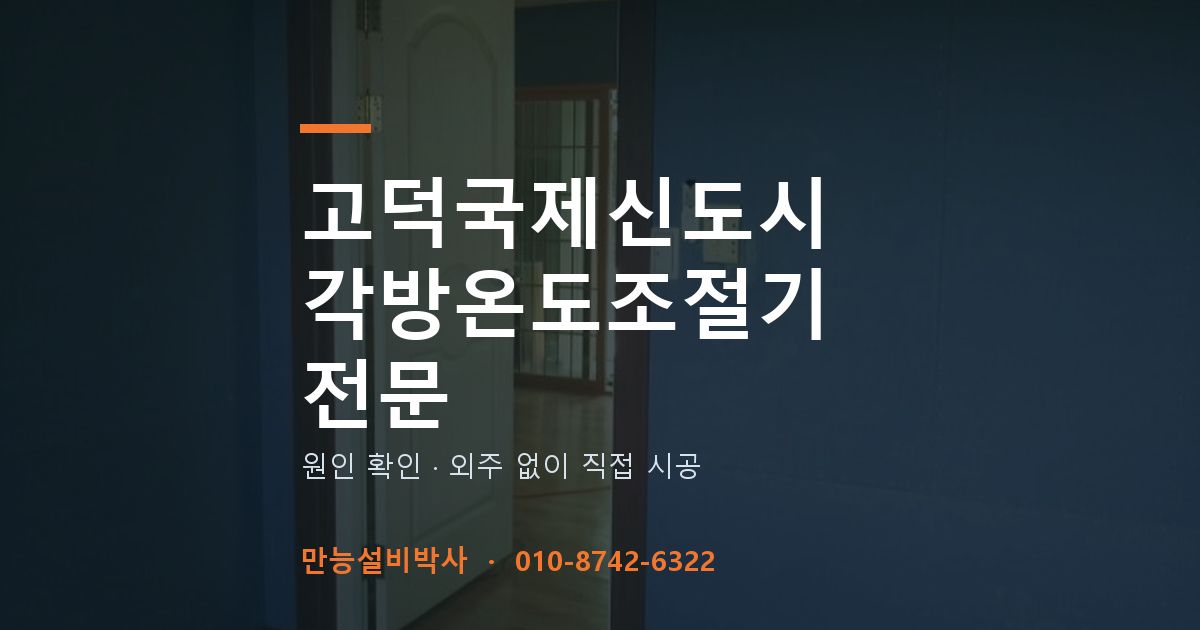 고덕국제신도시
각방온도조절기
전문
원인 확인 · 외주 없이 직접 시공
만능설비박사 · 010-8742-6322